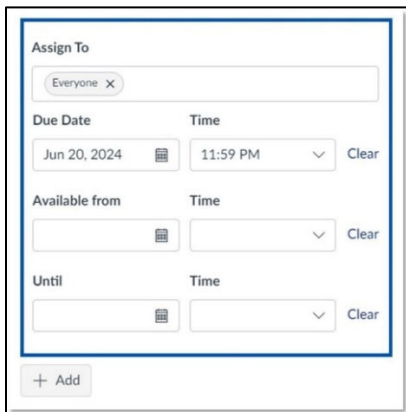 Assign To
Everyone X
Due Date Time
Jun 20, 2024 11:59 PM Clear
Available from Time
Clear
Until Time
Clear
+ Add